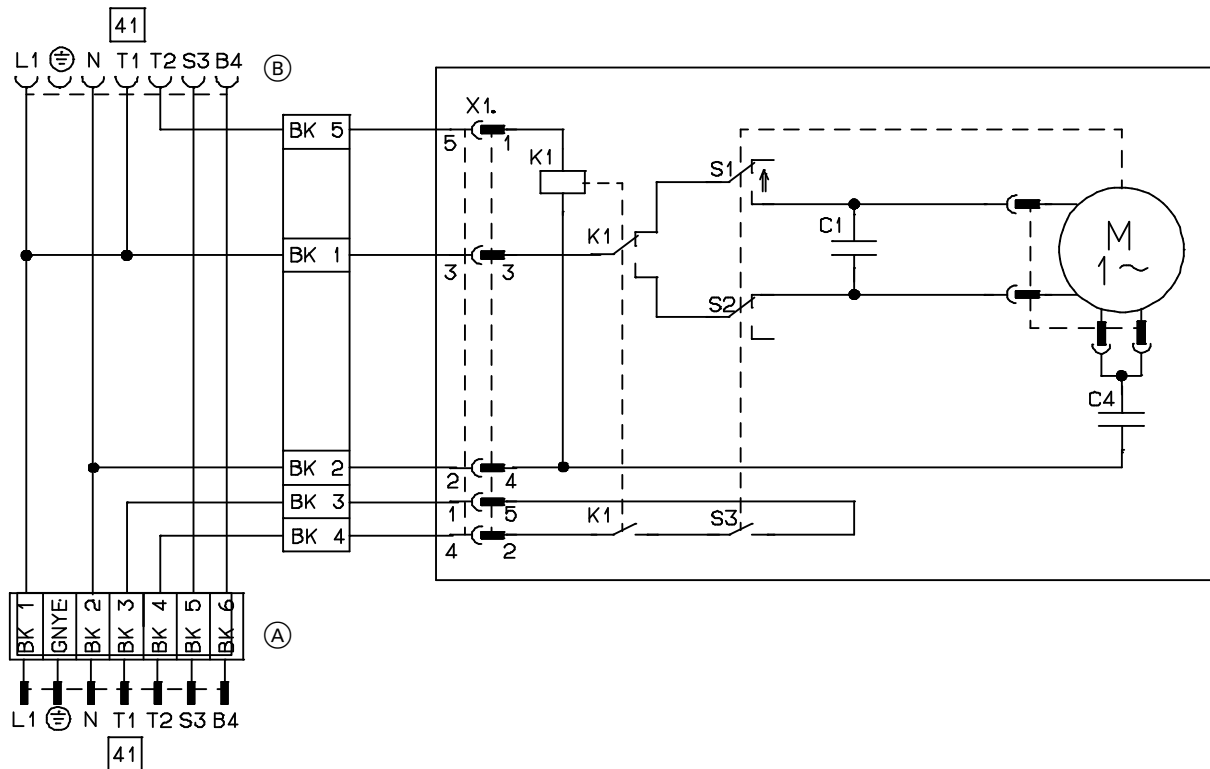 41
L1 N T1 T2 S3 B4 B
BK 5
X1.
5 1
K1
S1
BK 1
3 3
K1
C1
M
1~
S2
C4
BK 2
2 4
BK 3
1 5
K1
S3
BK 4
4 2
BK 1
GNYE
BK 2
BK 3
BK 4
BK 5
BK 6
A
L1 N T1 T2 S3 B4
41